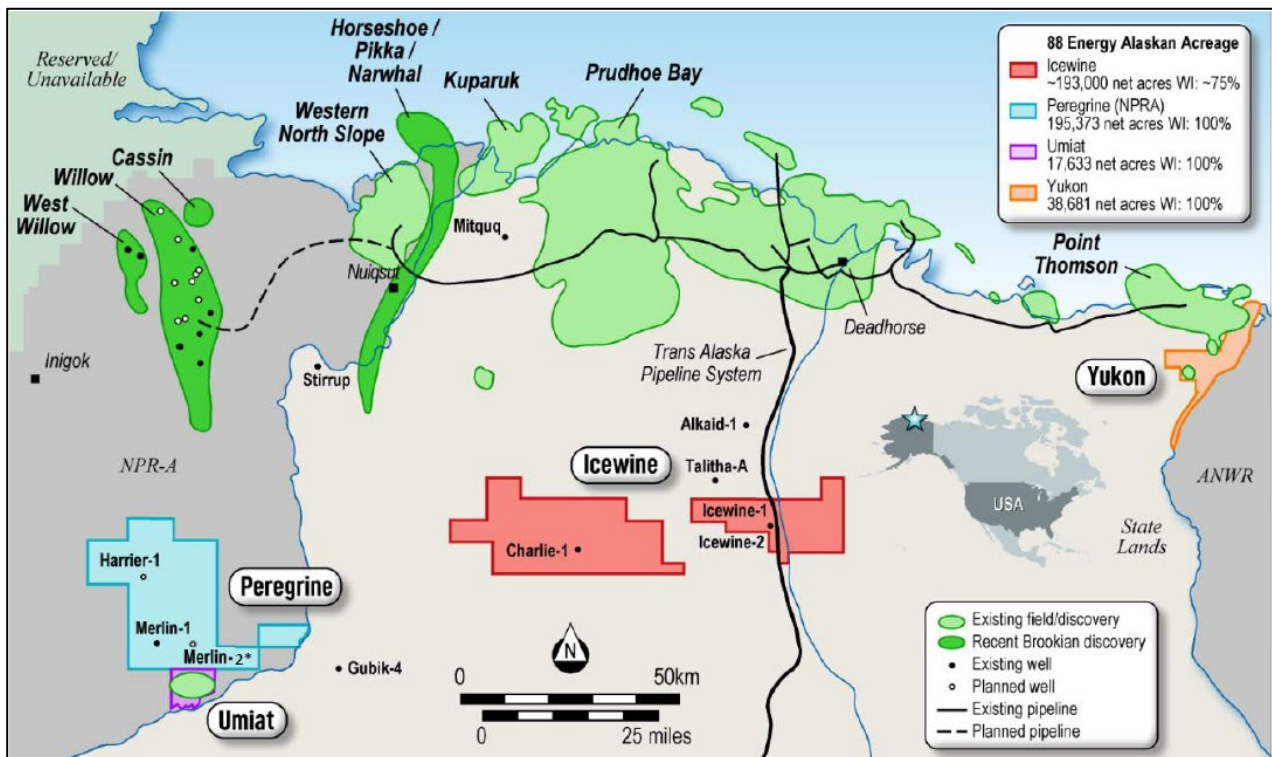 Reserved/
Unavailable
Horseshoe /
Pikka /
Narwhal
Kuparuk
Prudhoe Bay
Western
North Slope
Cassin
Willow
West
Willow
Mitquq
Nuiqsut
Deadhorse
Point
Thomson
Inigok
Stirrup
Trans Alaska
Pipeline System
Yukon
Alkaid-1
NPR-A
Icewine
Talitha-A
ANWR
USA
Icewine-1
Icewine-2
State
Lands
Charlie-1
Harrier-1
Peregrine
Merlin-1
Merlin-2*
Gubik-4
Umiat
N
0
50km
0
25 miles
88 Energy Alaskan Acreage
Icewine
~193,000 net acres WI: ~75%
Peregrine (NPRA)
195,373 net acres WI: 100%
Umiat
17,633 net acres WI: 100%
Yukon
38,681 net acres WI: 100%
Existing field/discovery
Recent Brookian discovery
Existing well
Planned well
Existing pipeline
Planned pipeline